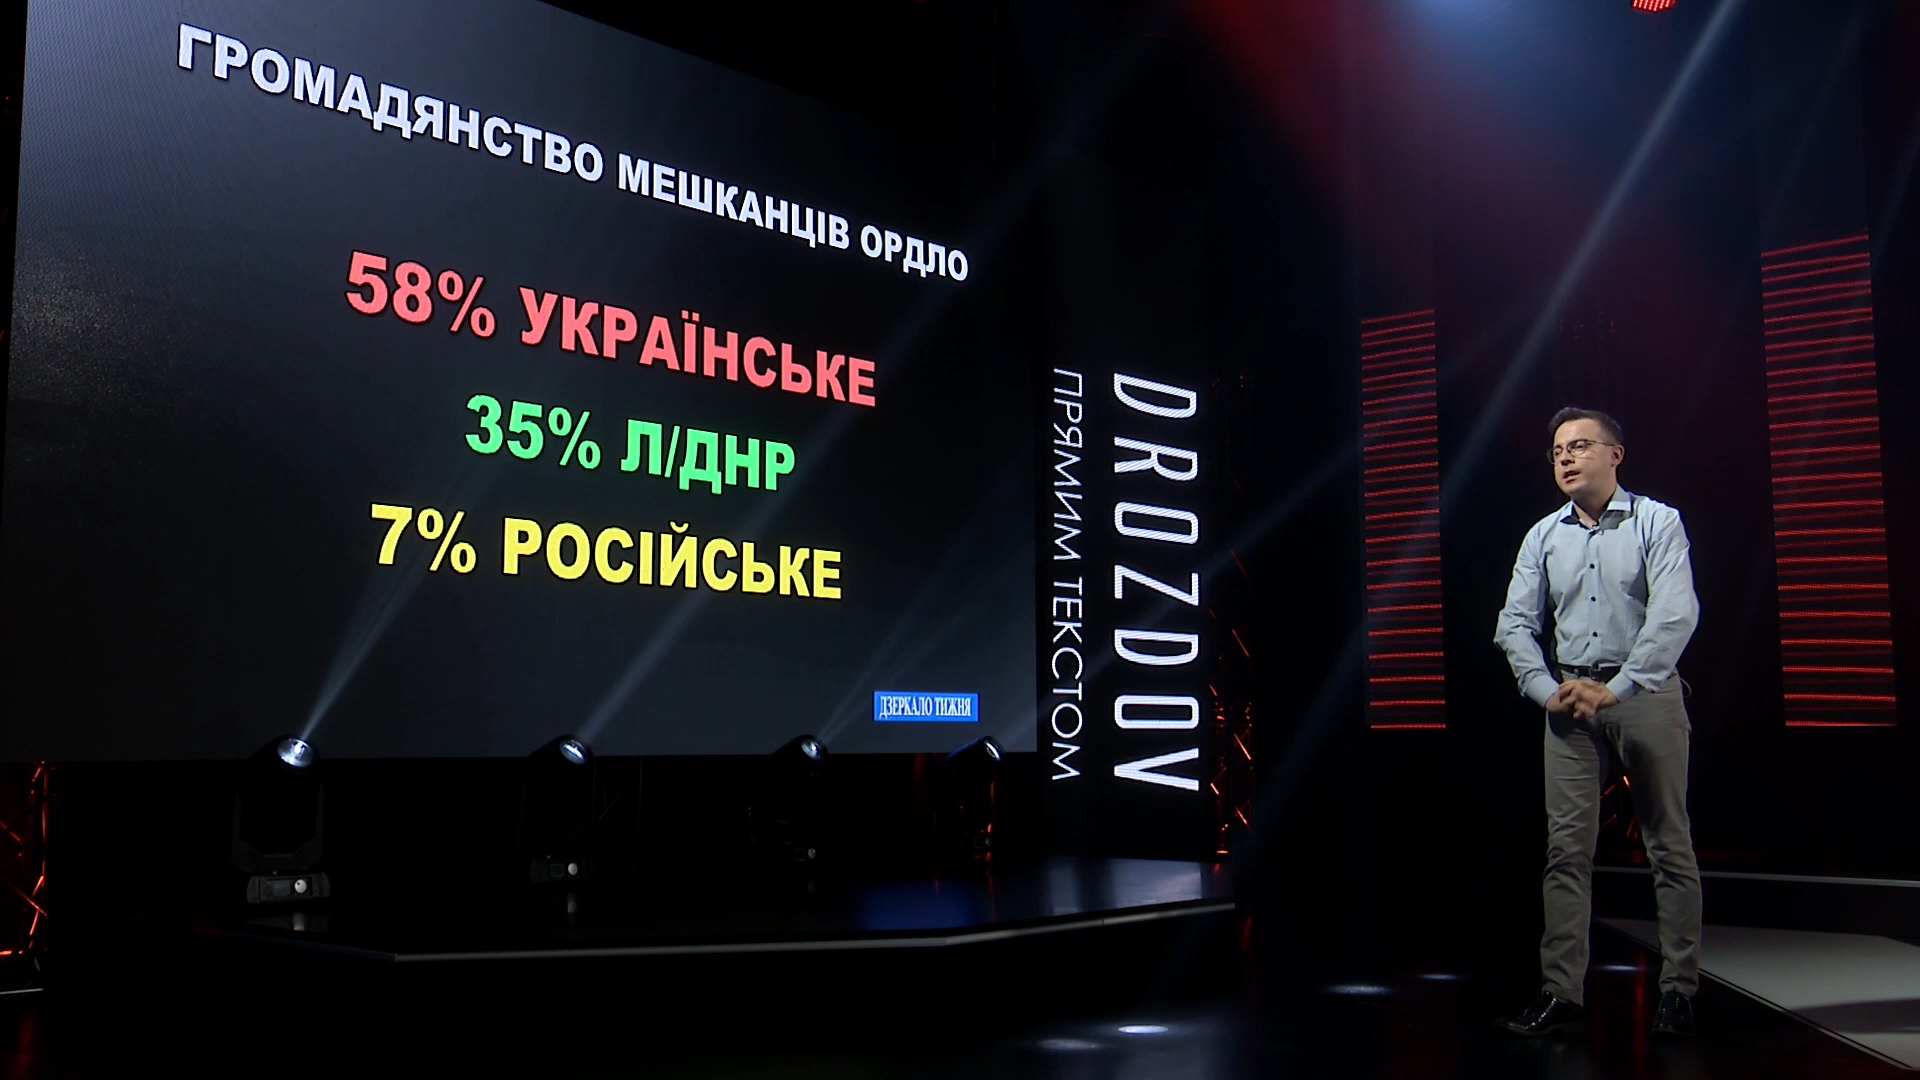 ГРОМАДЯНСТВО МЕШКАНЦІВ ОРДЛО
58% УКРАЇНСЬКЕ
35% Л/ДНР
7% РОСІЙСЬКЕ
ДЗЕРКАЛО ТИЖНЯ
DROZDOV
ПРЯМИМ ТЕКСТОМ